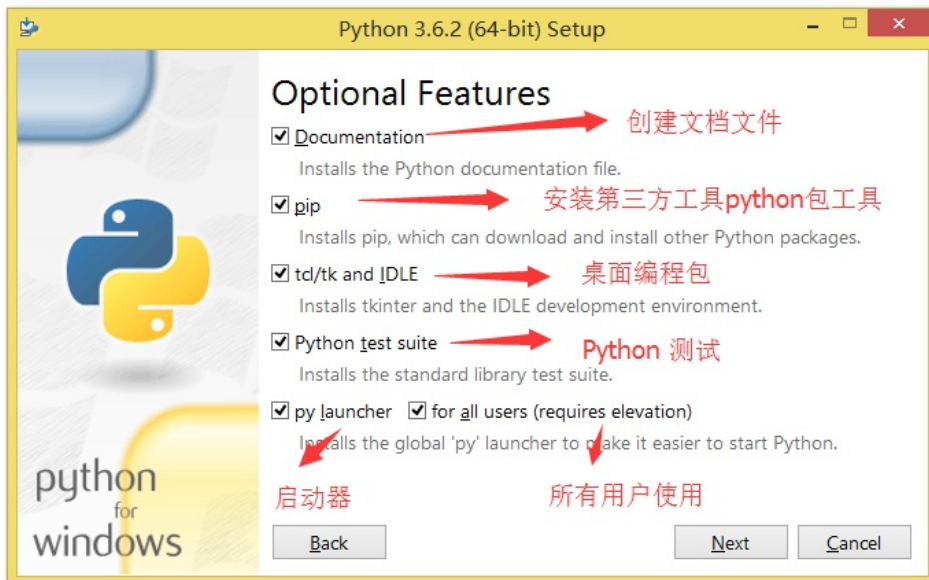 Python 3.6.2 (64-bit) Setup
Optional Features
Documentation
创建文档文件
Installs the Python documentation file.
pip
安装第三方工具python包工具
Installs pip, which can download and install other Python packages.
tcl/tk and IDLE
桌面编程包
Installs tkinter and the IDLE development environment.
Python test suite
Python 测试
Installs the standard library test suite.
py launcher for all users (requires elevation)
Installs the global 'py' launcher to make it easier to start Python.
启动器
所有用户使用
python
for
windows
Back Next Cancel